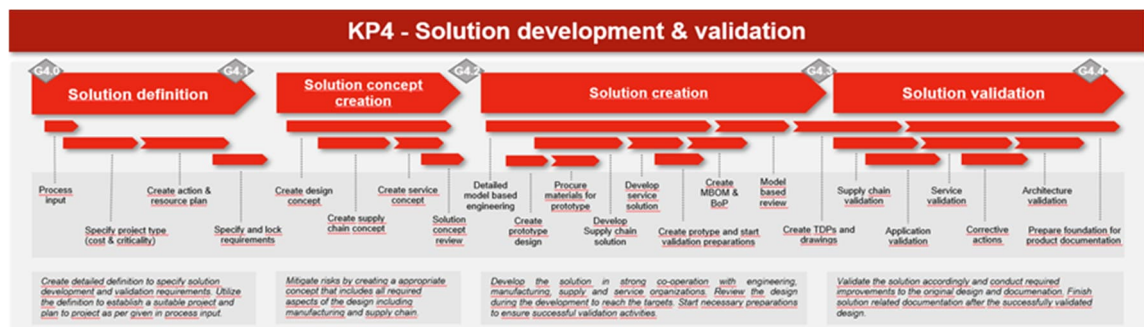 KP4 - Solution development & validation
G4.0
G4.1
G4.2
G4.3
G4.4
Solution definition
Solution concept
creation
Solution creation
Solution validation
Process
input
Specify project type
(cost & criticality)
Create action &
resource plan
Specify and lock
requirements
Create design
concept
Create supply
chain concept
Create service
concept
Solution
concept
review
Detailed
model based
engineering
Create
prototype
design
Procure
materials for
prototype
Develop
Supply chain
solution
Develop
service
solution
Create protype and start
validation preparations
Create
MBOM &
BoP
Model
based
review
Create TDPs and
drawings
Supply chain
validation
Application
validation
Service
validation
Corrective
actions
Architecture
validation
Prepare foundation for
product documentation
Create detailed definition to specify solution
development and validation requirements. Utilize
the definition to establish a suitable project and
plan to project as per given in process input.
Mitigate risks by creating a appropriate
concept that includes all required
aspects of the design including
manufacturing and supply chain.
Develop the solution in strong co-operation with engineering,
manufacturing, supply and service organizations. Review the design
during the development to reach the targets. Start necessary preparations
to ensure successful validation activities.
Validate the solution accordingly and conduct required
improvements to the original design and documenation. Finish
solution related documentation after the successfully validated
design.